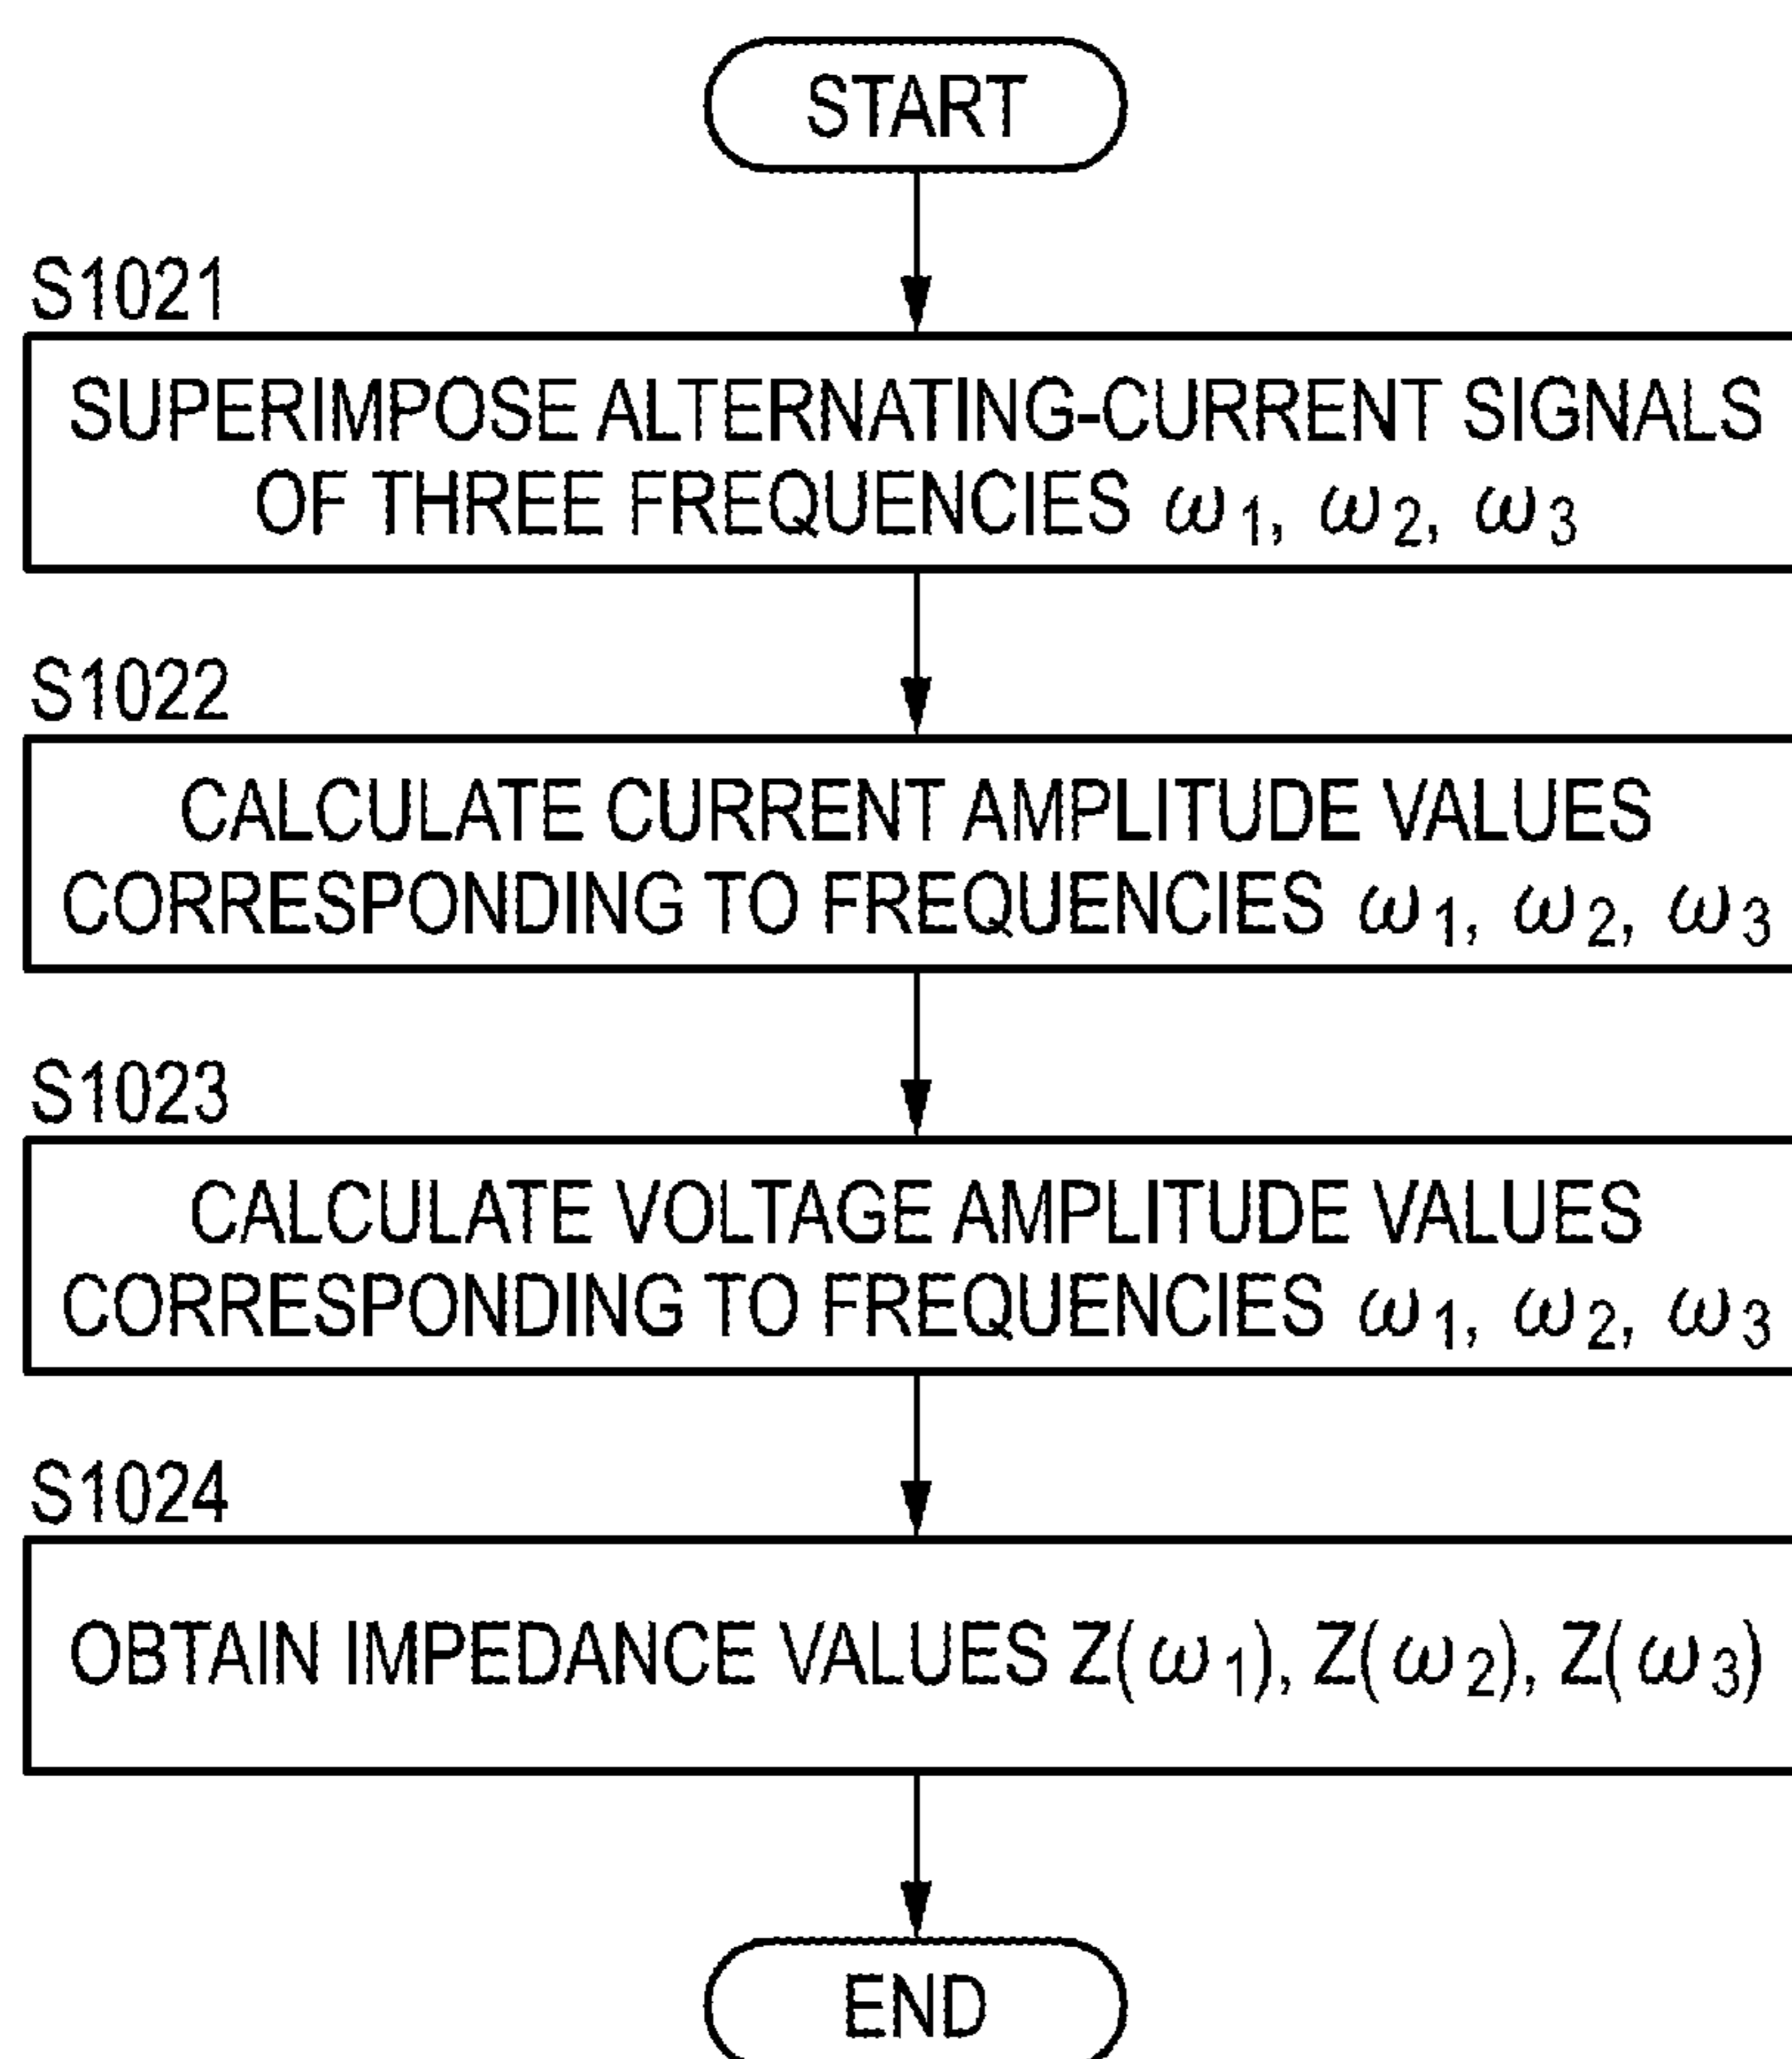 START
S1021
SUPERIMPOSE ALTERNATING-CURRENT SIGNALS
OF THREE FREQUENCIES ω1, ω2, ω3
S1022
CALCULATE CURRENT AMPLITUDE VALUES
CORRESPONDING TO FREQUENCIES ω1, ω2, ω3
S1023
CALCULATE VOLTAGE AMPLITUDE VALUES
CORRESPONDING TO FREQUENCIES ω1, ω2, ω3
S1024
OBTAIN IMPEDANCE VALUES Z(ω1), Z(ω2), Z(ω3)
END